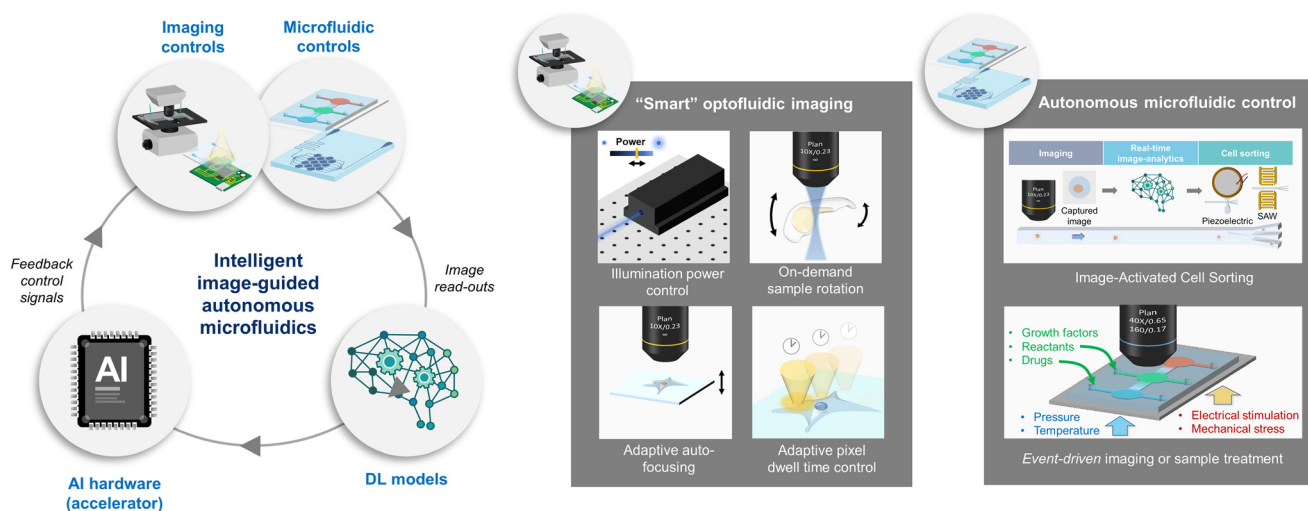 Imaging
controls
Microfluidic
controls
Feedback
control
signals
Intelligent
image-guided
autonomous
microfluidics
Image
read-outs
AI
AI hardware
(accelerator)
DL models
“Smart” optofluidic imaging
Power
Illumination power
control
Plan
10X/0.23
∞
On-demand
sample rotation
Plan
10X/0.23
∞
Adaptive auto-
focusing
Adaptive pixel
dwell time control
Autonomous microfluidic control
Imaging
Real-time
image-analytics
Cell sorting
Plan
10X/0.23
∞
Captured
image
Piezoelectric
SAW
Image-Activated Cell Sorting
Plan
40X/0.65
160/0.17
• Growth factors
• Reactants
• Drugs
• Pressure
• Temperature
• Electrical stimulation
• Mechanical stress
Event-driven imaging or sample treatment